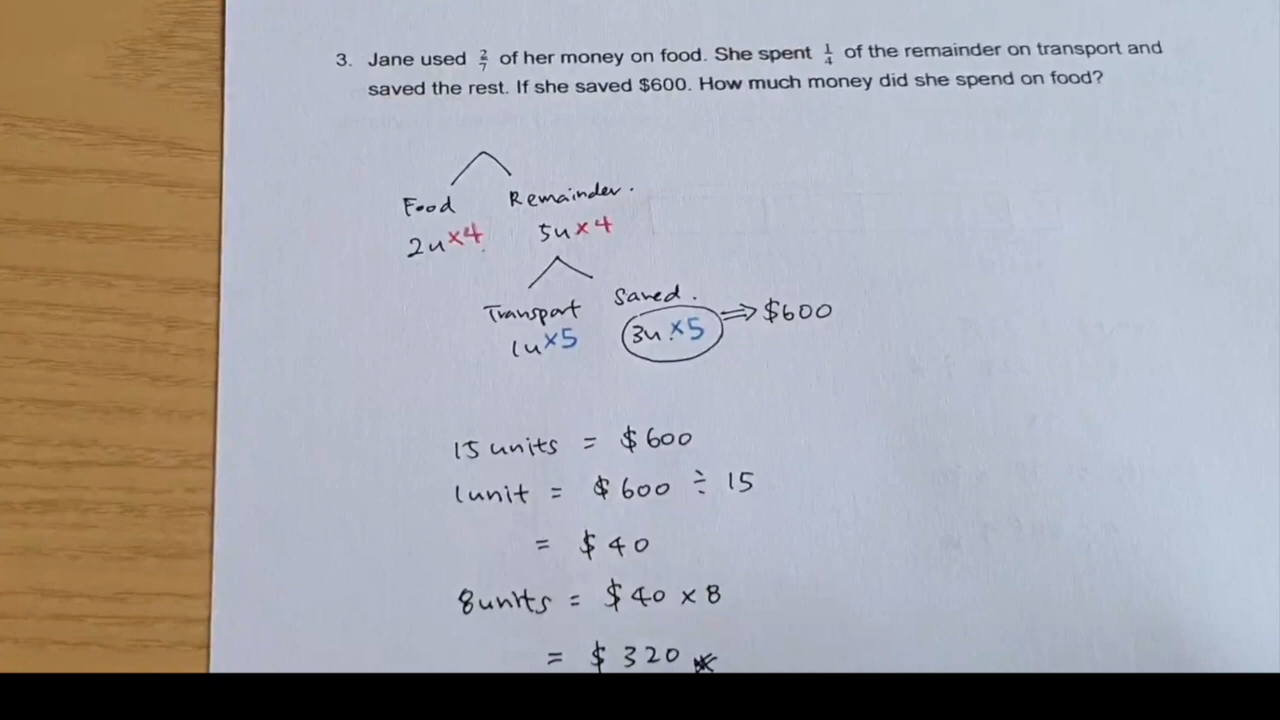 3. Jane used 2/7 of her money on food. She spent 1/4 of the remainder on transport and
saved the rest. If she saved $600. How much money did she spend on food?
Food Remainder.
2u×4 5u×4
Transport Saved.
1u×5 3u×5 ⇒ $600
15 units = $600
1unit = $600 ÷ 15
= $40
8units = $40 × 8
= $320